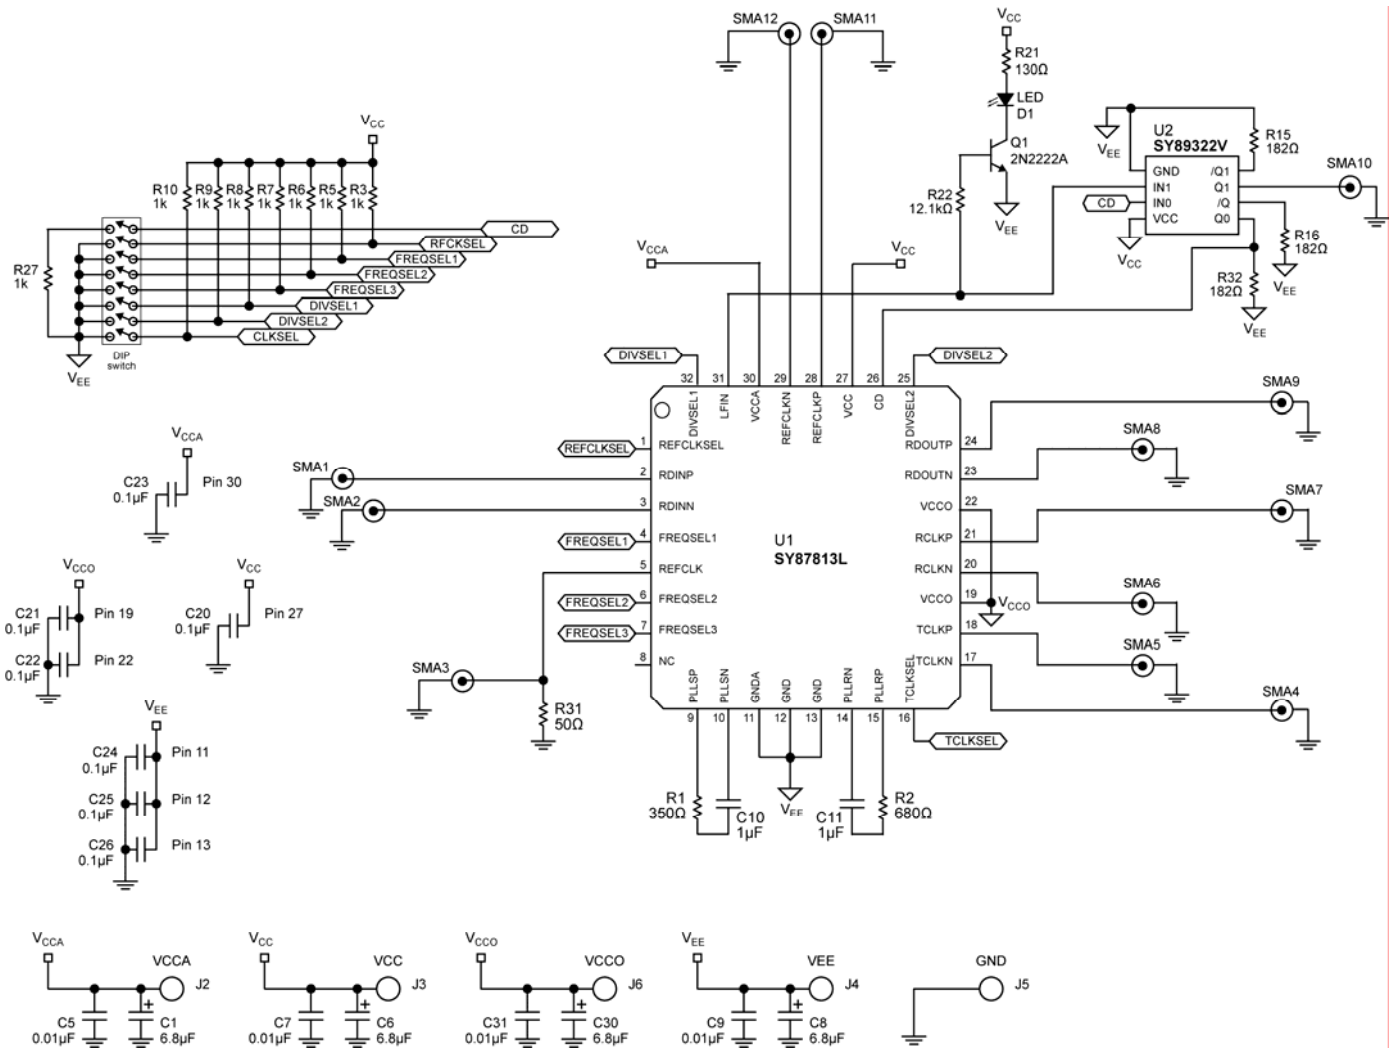 SMA12
SMA11
VCC
R21
130Ω
LED
D1
Q1
2N2222A
R22
12.1kΩ
VEE
VEE
U2
SY89322V
R15
182Ω
GND
IN1
IN0
VCC
/Q1
Q1
/Q
Q0
CD
VCC
SMA10
R16
182Ω
VEE
R32
182Ω
VEE
VCC
R10
1k
R9
1k
R8
1k
R7
1k
R6
1k
R5
1k
R3
1k
CD
RFCKSEL
FREQSEL1
FREQSEL2
FREQSEL3
DIVSEL1
DIVSEL2
CLKSEL
R27
1k
VEE
DIP
switch
VCCA
VCC
DIVSEL1
DIVSEL2
32
31
30
29
28
27
26
25
DIVSEL1
LFIN
VCCA
REFCLKN
REFCLKP
VCC
CD
DIVSEL2
REFCLKSEL
1
REFCLKSEL
SMA1
2
RDINP
SMA2
3
RDINN
FREQSEL1
4
FREQSEL1
5
REFCLK
FREQSEL2
6
FREQSEL2
FREQSEL3
7
FREQSEL3
8
NC
U1
SY87813L
RDOUTP
24
SMA9
RDOUTN
23
SMA8
VCCO
22
SMA7
RCLKP
21
RCLKN
20
SMA6
VCCO
19
VCCO
TCLKP
18
SMA5
TCLKN
17
SMA4
PLLSP
PLLSN
GNDA
GND
GND
PLLRN
PLLRP
TCLKSEL
9
10
11
12
13
14
15
16
TCLKSEL
SMA3
R31
50Ω
R1
350Ω
C10
1µF
VEE
C11
1µF
R2
680Ω
VCCA
C23
0.1µF
Pin 30
VCCO
C21
0.1µF
Pin 19
C22
0.1µF
Pin 22
VCC
C20
0.1µF
Pin 27
VEE
C24
0.1µF
Pin 11
C25
0.1µF
Pin 12
C26
0.1µF
Pin 13
VCCA
VCCA
J2
C5
0.01µF
+
C1
6.8µF
VCC
VCC
J3
C7
0.01µF
+
C6
6.8µF
VCCO
VCCO
J6
C31
0.01µF
+
C30
6.8µF
VEE
VEE
J4
C9
0.01µF
+
C8
6.8µF
GND
J5